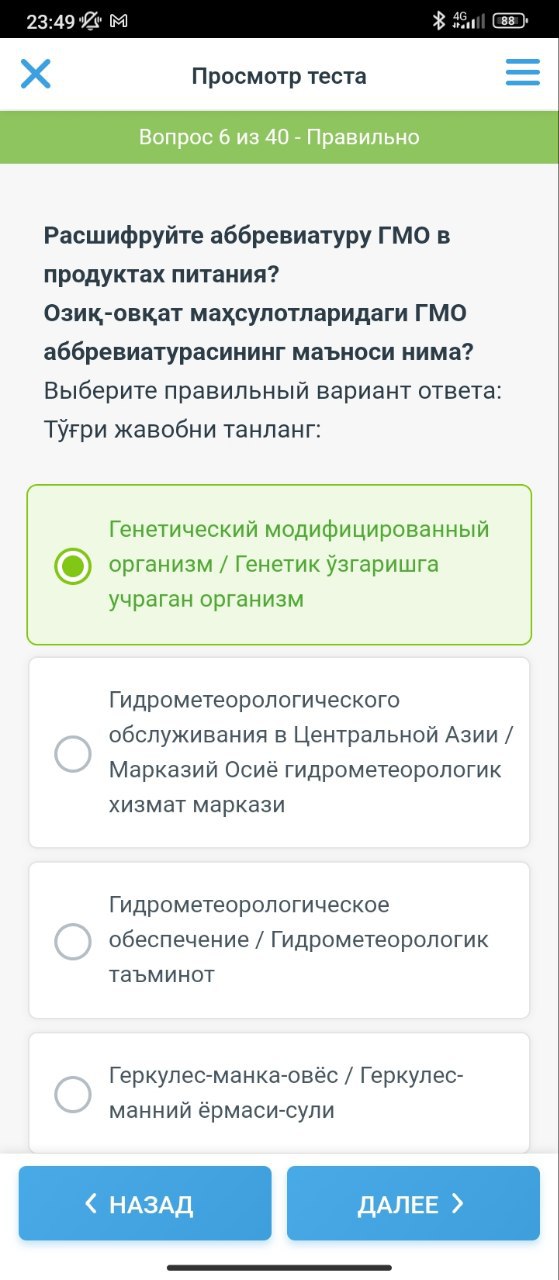 23:49
4G
88
Просмотр теста
Вопрос 6 из 40 - Правильно
Расшифруйте аббревиатуру ГМО в
продуктах питания?
Озиқ-овқат маҳсулотларидаги ГМО
аббревиатурасининг маъноси нима?
Выберите правильный вариант ответа:
Тўғри жавобни танланг:
Генетический модифицированный
организм / Генетик ўзгаришга
учраган организм
Гидрометеорологического
обслуживания в Центральной Азии /
Марказий Осиё гидрометеорологик
хизмат маркази
Гидрометеорологическое
обеспечение / Гидрометеорологик
таъминот
Геркулес-манка-овёс / Геркулес-
манний ёрмаси-сули
НАЗАД
ДАЛЕЕ